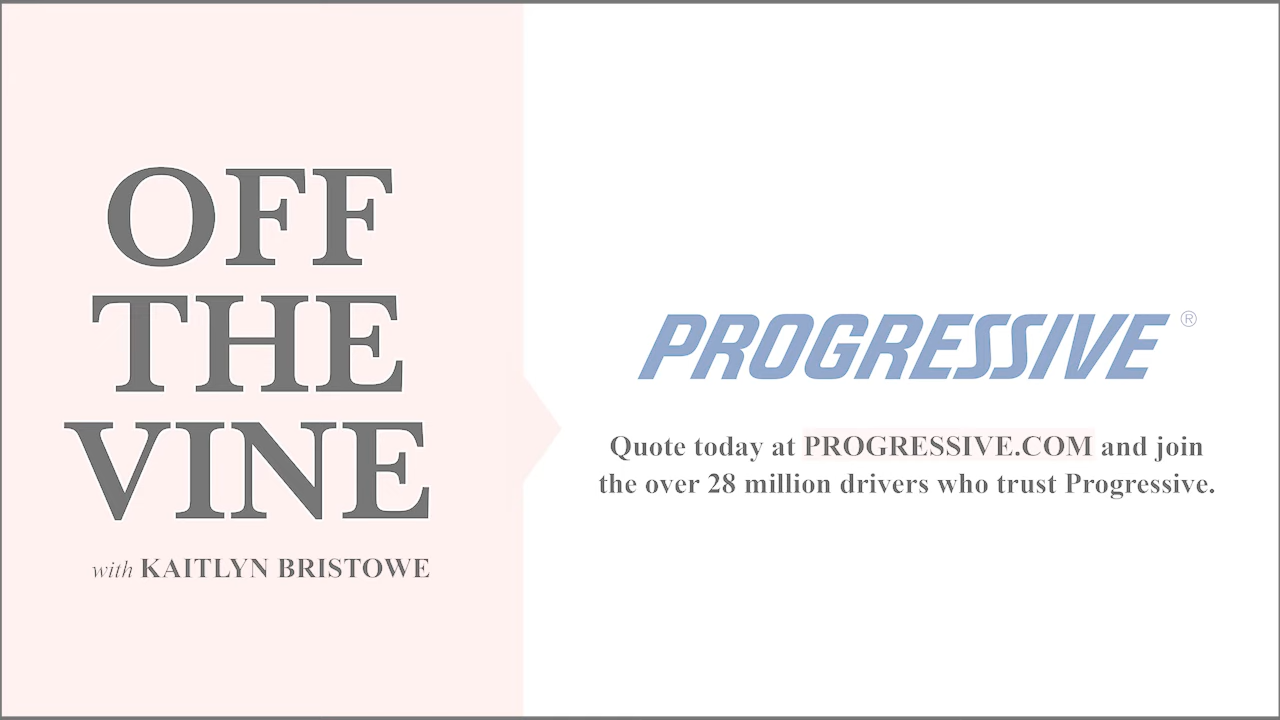 OFF
THE
VINE
with KAITLYN BRISTOWE
PROGRESSIVE®
Quote today at PROGRESSIVE.COM and join
the over 28 million drivers who trust Progressive.